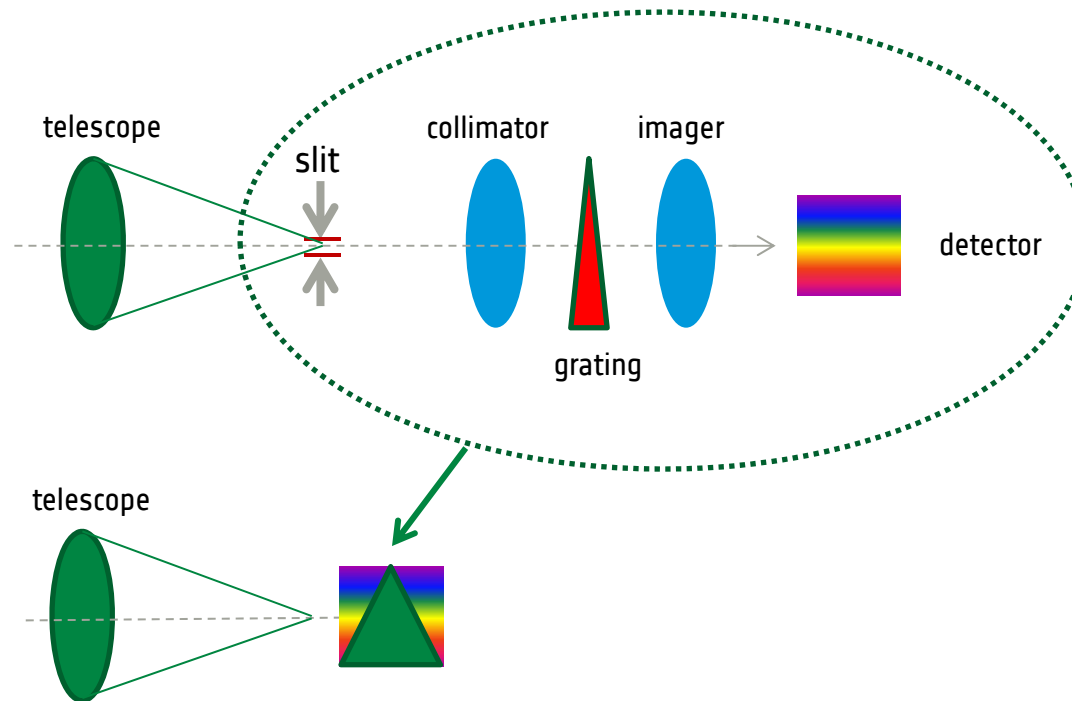 telescope
slit
collimator
imager
detector
grating
telescope